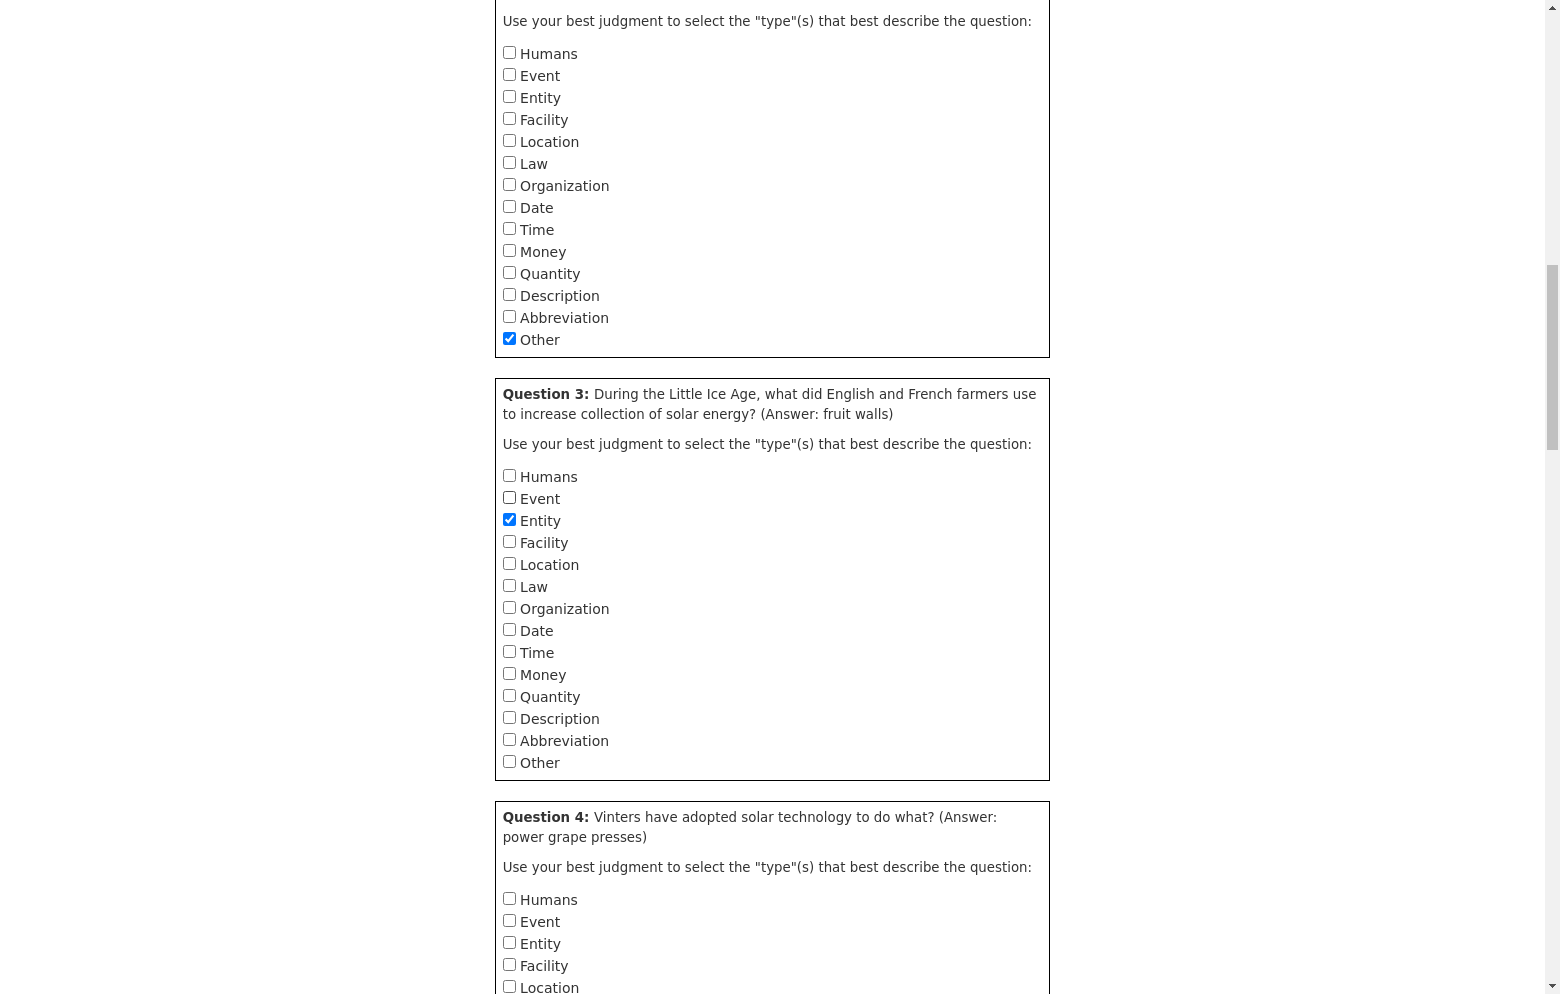 Use your best judgment to select the "type"(s) that best describe the question:
Humans
Event
Entity
Facility
Location
Law
Organization
Date
Time
Money
Quantity
Description
Abbreviation
Other
Question 3: During the Little Ice Age, what did English and French farmers use
to increase collection of solar energy? (Answer: fruit walls)
Use your best judgment to select the "type"(s) that best describe the question:
Humans
Event
Entity
Facility
Location
Law
Organization
Date
Time
Money
Quantity
Description
Abbreviation
Other
Question 4: Vinters have adopted solar technology to do what? (Answer:
power grape presses)
Use your best judgment to select the "type"(s) that best describe the question:
Humans
Event
Entity
Facility
Location